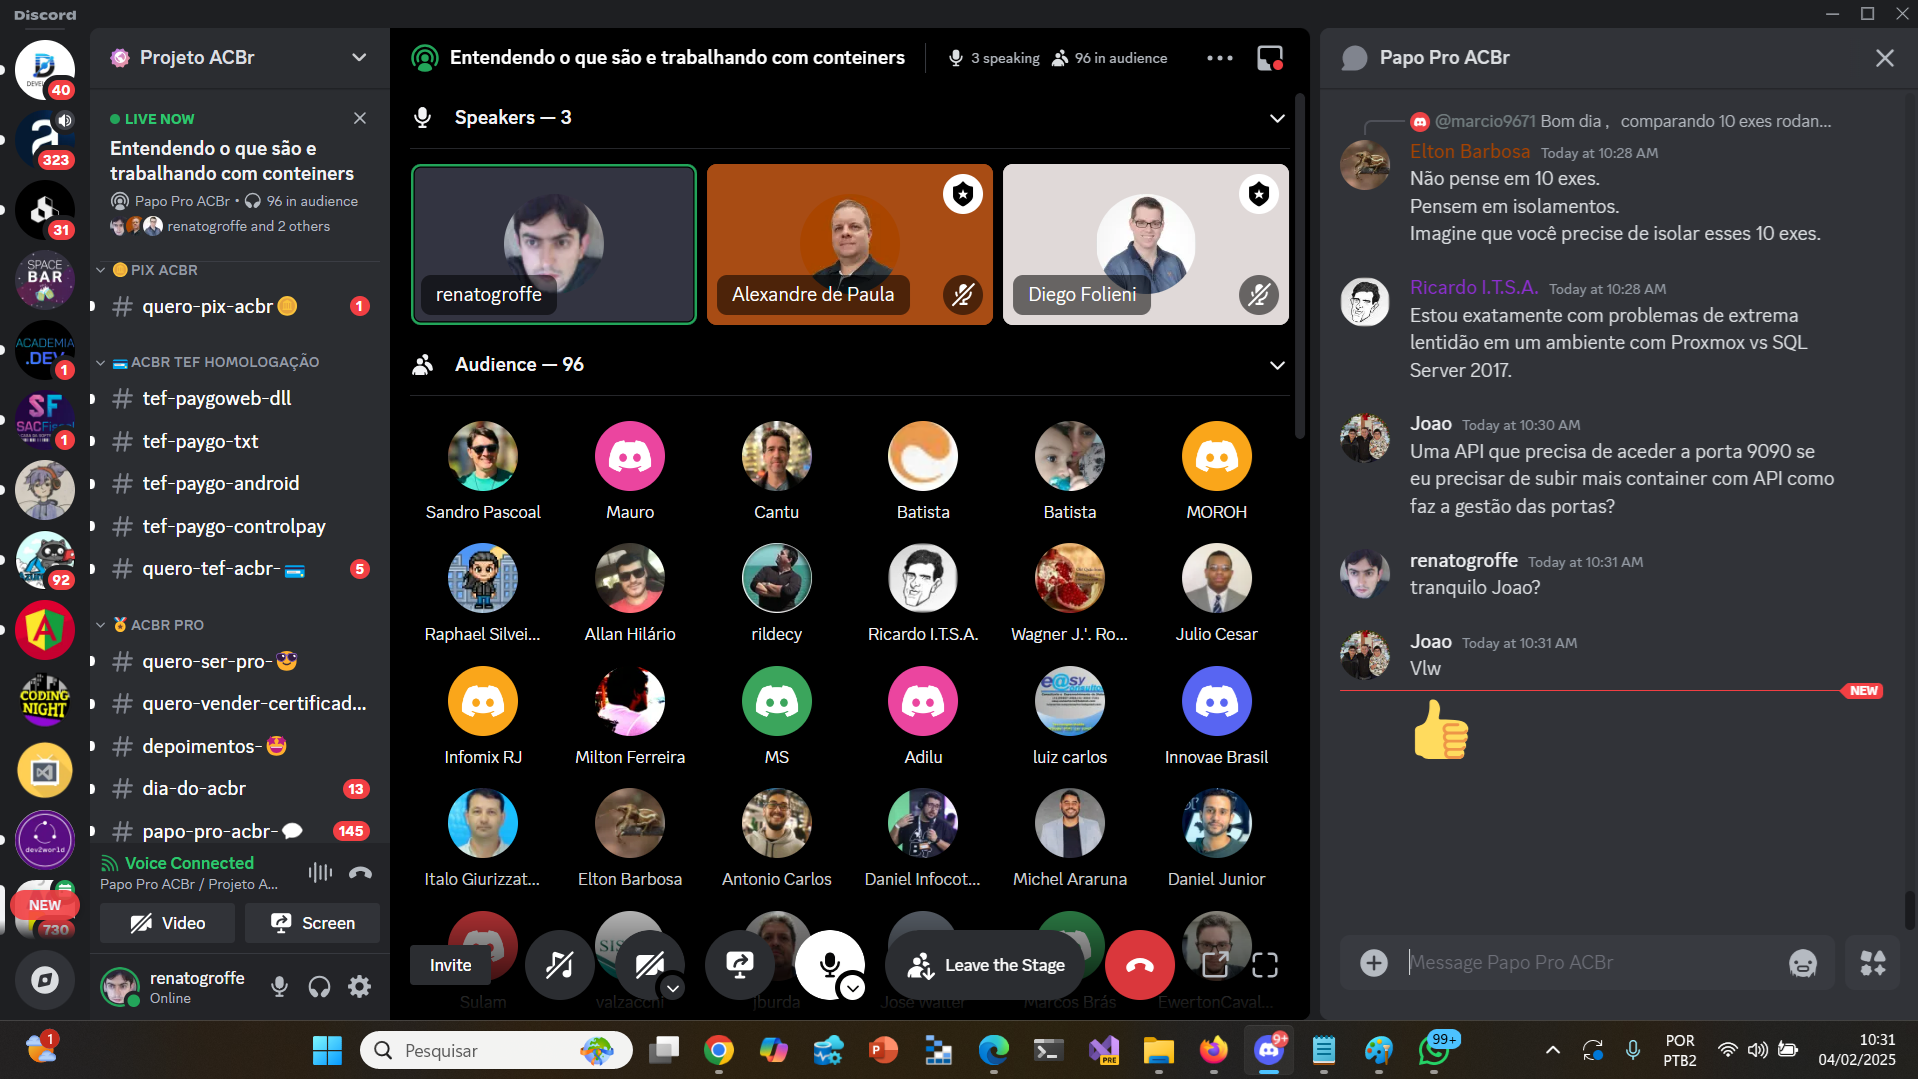 Discord
40
323
31
SPACE
BAR
ACADEMIA
.DEV
1
SF
1
92
CODING
NIGHT
dev2world
NEW
730
Projeto ACBr
LIVE NOW
Entendendo o que são e
trabalhando com conteiners
Papo Pro ACBr • 96 in audience
renatogroffe and 2 others
PIX ACBR
# quero-pix-acbr 1
ACBR TEF HOMOLOGAÇÃO
# tef-paygoweb-dll
# tef-paygo-txt
# tef-paygo-android
# tef-paygo-controlpay
# quero-tef-acbr- 5
ACBR PRO
# quero-ser-pro-
# quero-vender-certificad...
# depoimentos-
# dia-do-acbr 13
# papo-pro-acbr- 145
Voice Connected
Papo Pro ACBr / Projeto A...
Video Screen
renatogroffe
Online
Entendendo o que são e trabalhando com conteiners
3 speaking 96 in audience
Speakers — 3
renatogroffe Alexandre de Paula Diego Folieni
Audience — 96
Sandro Pascoal Mauro Cantu Batista Batista MOROH
Raphael Silvei... Allan Hilário rildecy Ricardo I.T.S.A. Wagner J.'. Ro... Julio Cesar
e@sy
Infomix RJ Milton Ferreira MS Adilu luiz carlos Innovae Brasil
Italo Giurizzat... Elton Barbosa Antonio Carlos Daniel Infocot... Michel Araruna Daniel Junior
Invite Leave the Stage
Sulam valzacchi jburda Jose Walter Marcos Brás EwertonCaval...
Papo Pro ACBr
@marcio9671 Bom dia , comparando 10 exes rodan...
Elton Barbosa Today at 10:28 AM
Não pense em 10 exes.
Pensem em isolamentos.
Imagine que você precise de isolar esses 10 exes.
Ricardo I.T.S.A. Today at 10:28 AM
Estou exatamente com problemas de extrema
lentidão em um ambiente com Proxmox vs SQL
Server 2017.
Joao Today at 10:30 AM
Uma API que precisa de aceder a porta 9090 se
eu precisar de subir mais container com API como
faz a gestão das portas?
renatogroffe Today at 10:31 AM
tranquilo Joao?
Joao Today at 10:31 AM
Vlw
NEW
Message Papo Pro ACBr
1
Pesquisar
PRE
9+
99+
POR
PTB2
10:31
04/02/2025